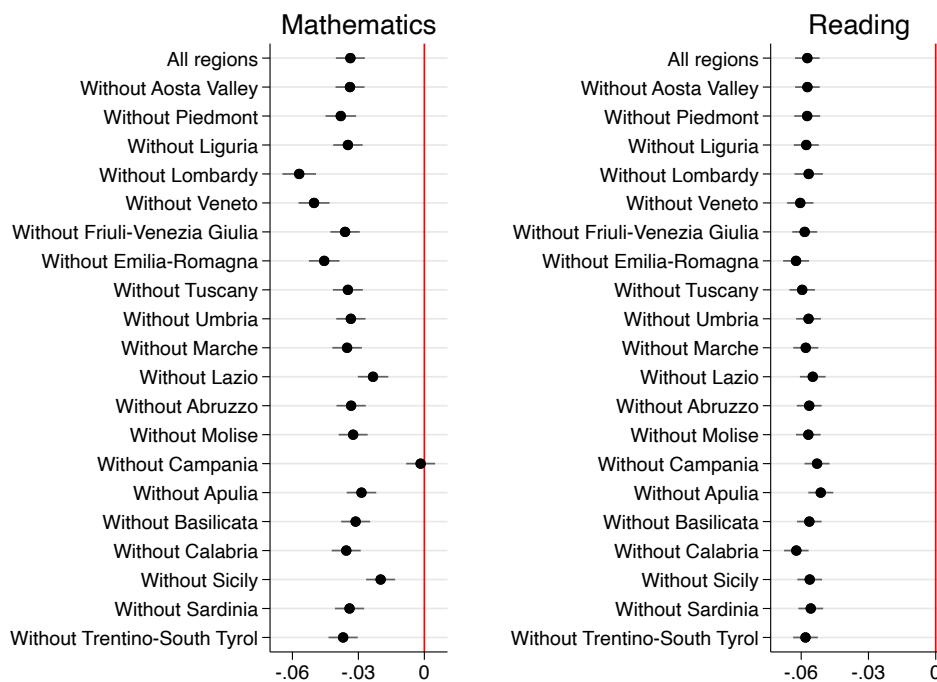 Mathematics
All regions
Without Aosta Valley
Without Piedmont
Without Liguria
Without Lombardy
Without Veneto
Without Friuli-Venezia Giulia
Without Emilia-Romagna
Without Tuscany
Without Umbria
Without Marche
Without Lazio
Without Abruzzo
Without Molise
Without Campania
Without Apulia
Without Basilicata
Without Calabria
Without Sicily
Without Sardinia
Without Trentino-South Tyrol
-.06 -.03 0
Reading
All regions
Without Aosta Valley
Without Piedmont
Without Liguria
Without Lombardy
Without Veneto
Without Friuli-Venezia Giulia
Without Emilia-Romagna
Without Tuscany
Without Umbria
Without Marche
Without Lazio
Without Abruzzo
Without Molise
Without Campania
Without Apulia
Without Basilicata
Without Calabria
Without Sicily
Without Sardinia
Without Trentino-South Tyrol
-.06 -.03 0